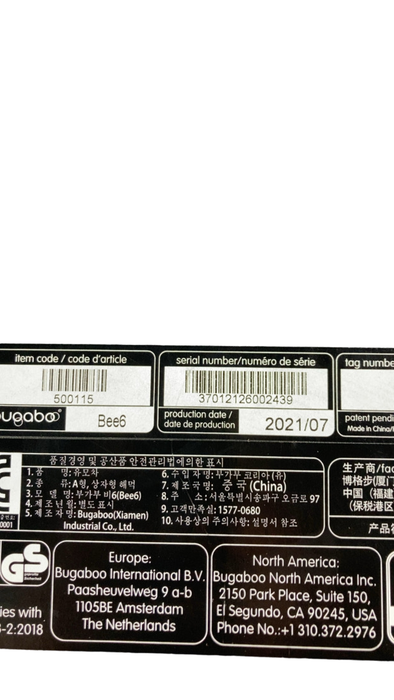 item code / code d'article
500115
bugaboo
Bee6
serial number/numéro de série
37012126002439
production date /
date de production
2021/07
tag numbe
patent pendi
Made in China/
품질경영 및 공산품 안전관리법에의한 표시
1. 품 명: 유모차
2. 종 류: A형, 상자형 해먹
3. 모 델 명: 부가부 비6(Bee6)
4. 제조년월: 별도 표시
5. 제 조 자 명: Bugaboo(Xiamen)
Industrial Co., Ltd.
6. 수 입 자 명: 부가부 코리아(유)
7. 제 조 국 명: 중국 (China)
8. 주 소: 서울특별시송파구 오금로 97
9. 고객만족실: 1577-0680
10. 사용상의 주의사항: 설명서 참조
0001
生产商/fac
博格步(厦门
中国（福建
(保税港区
产品符
GS
ies with
-2:2018
Europe:
Bugaboo International B.V.
Paasheuvelweg 9 a-b
1105BE Amsterdam
The Netherlands
North America:
Bugaboo North America Inc.
2150 Park Place, Suite 150,
El Segundo, CA 90245, USA
Phone No.:+1 310.372.2976